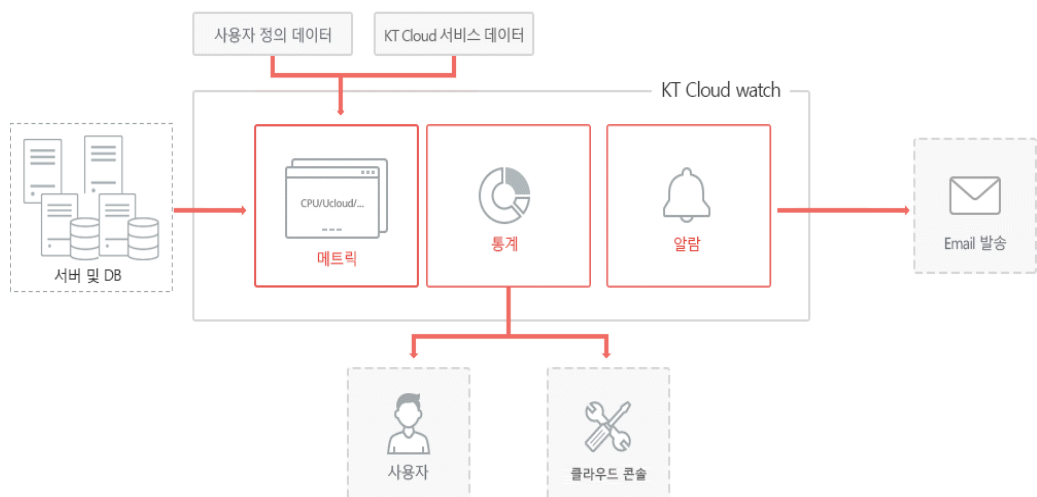 사용자 정의 데이터
KT Cloud 서비스 데이터
KT Cloud watch
CPU/Ucloud/...
메트릭
통계
알람
서버 및 DB
Email 발송
사용자
클라우드 콘솔